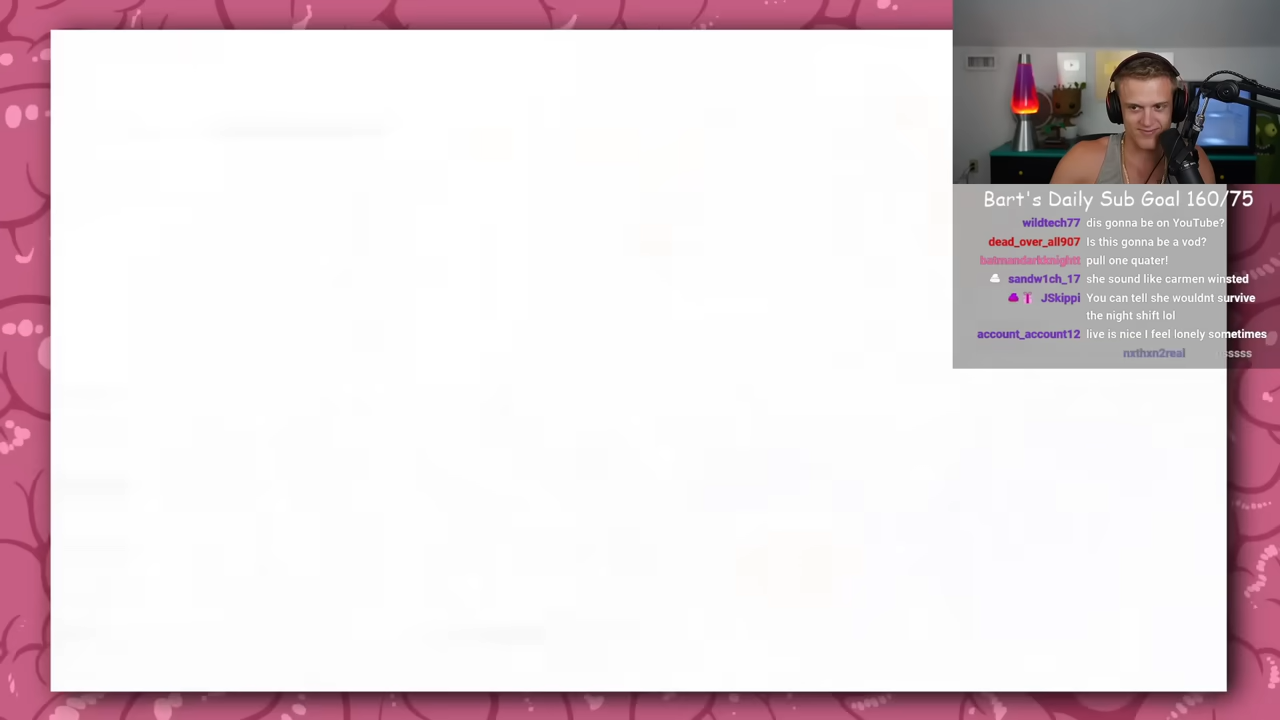 Bart's Daily Sub Goal 160/75
wildtech77 dis gonna be on YouTube?
dead_over_all907 Is this gonna be a vod?
batmandarkknightt pull one quater!
sandw1ch_17 she sound like carmen winsted
JSkippi You can tell she wouldnt survive
the night shift lol
account_account12 live is nice I feel lonely sometimes
nxthxn2real